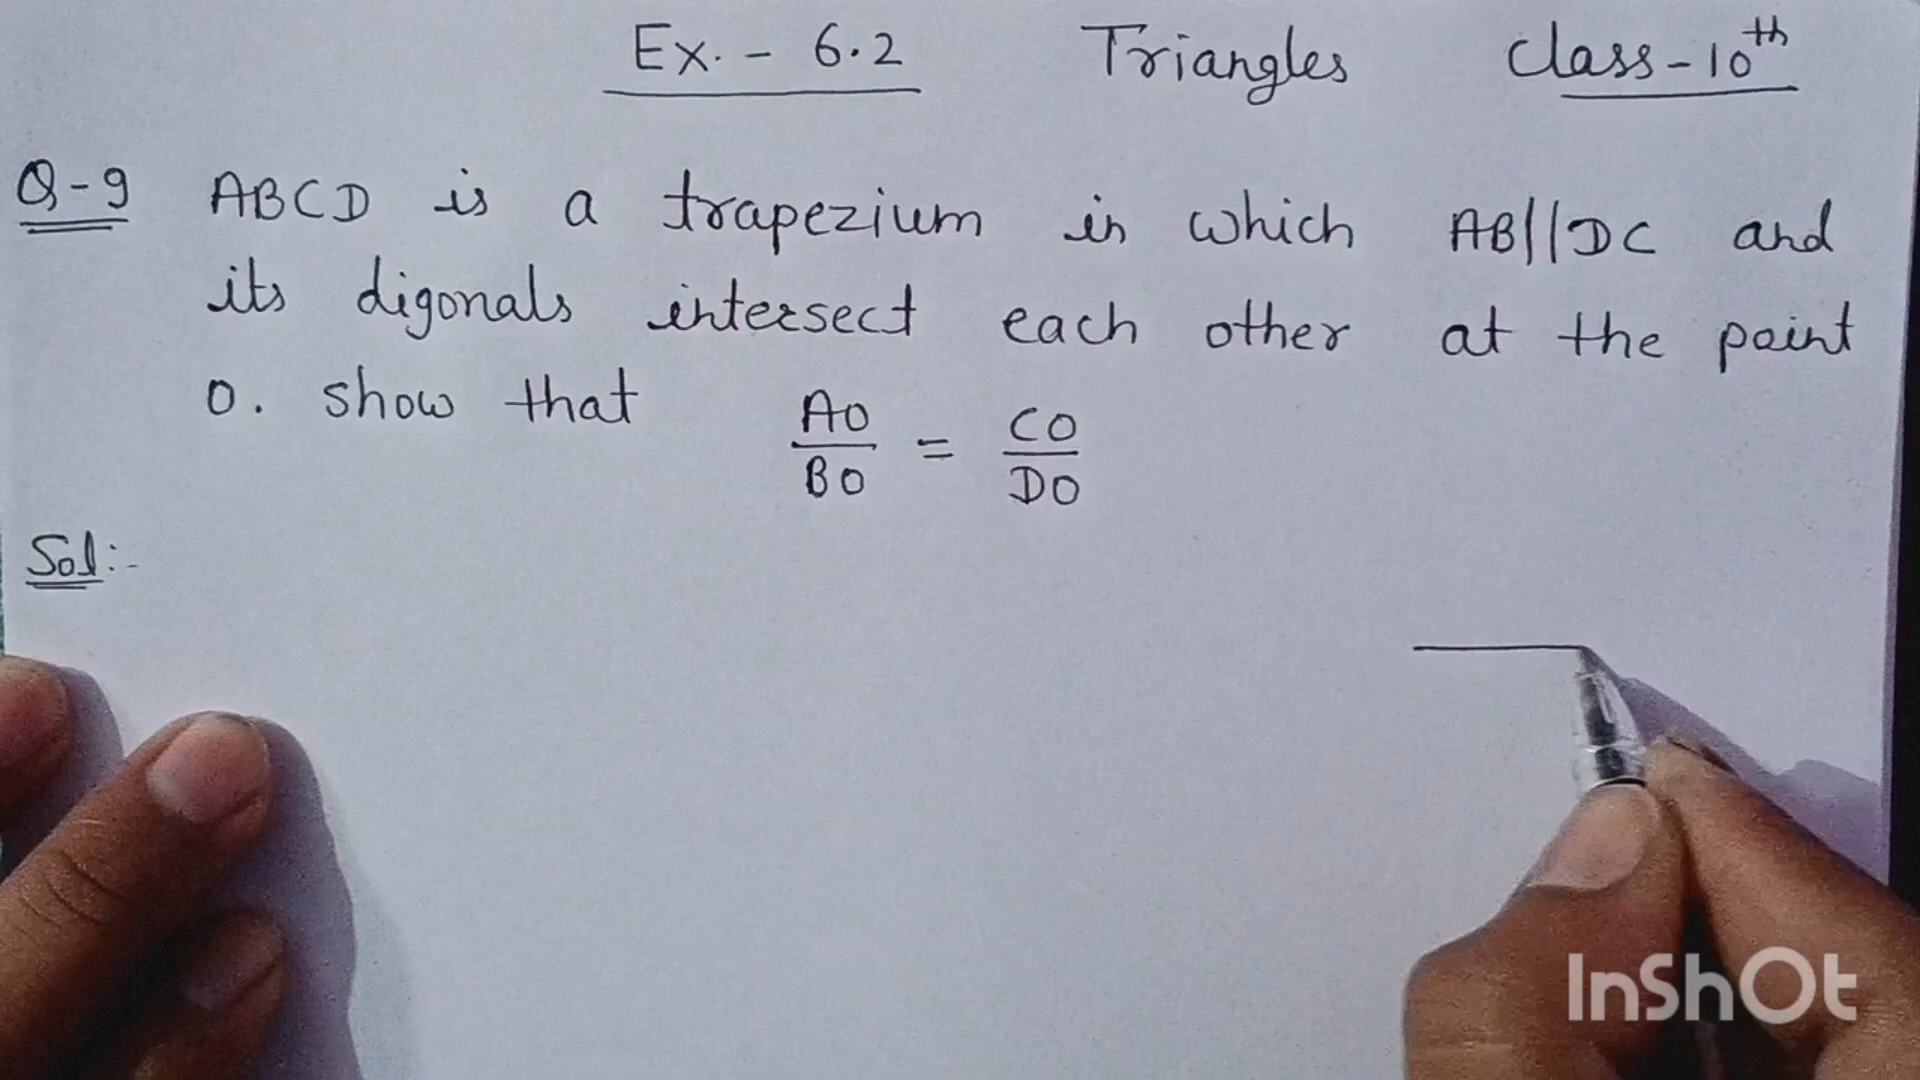 Ex. - 6.2 Triangles Class - 10th
Q-9 ABCD is a trapezium in which AB||DC and
its digonals intersect each other at the point
O. show that AO/BO = CO/DO
Sol:-
InShOt